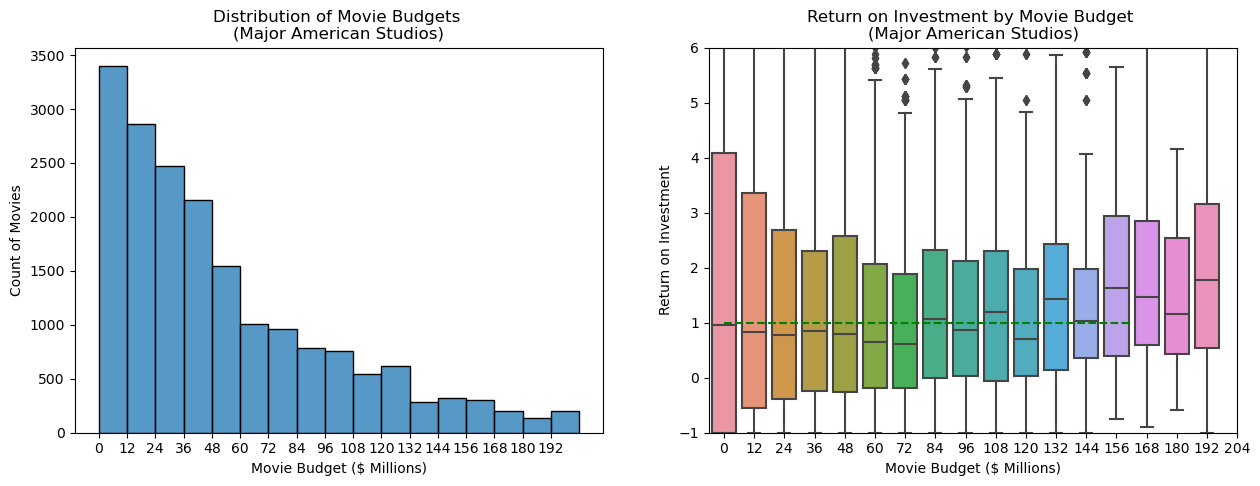 Distribution of Movie Budgets
(Major American Studios)
3500
3000
2500
2000
1500
1000
500
0
Count of Movies
0 12 24 36 48 60 72 84 96 108 120 132 144 156 168 180 192
Movie Budget ($ Millions)
Return on Investment by Movie Budget
(Major American Studios)
6
5
4
3
2
1
0
−1
Return on Investment
0 12 24 36 48 60 72 84 96 108 120 132 144 156 168 180 192 204
Movie Budget ($ Millions)